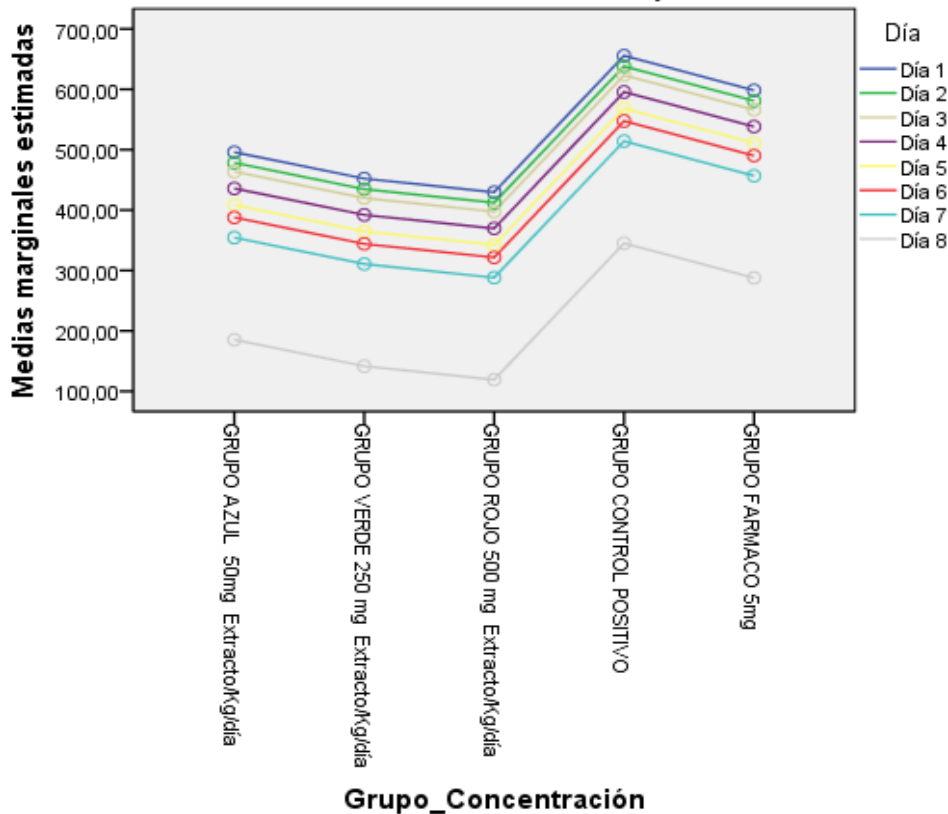 Medias marginales estimadas
700,00
600,00
500,00
400,00
300,00
200,00
100,00
Día
Día 1
Día 2
Día 3
Día 4
Día 5
Día 6
Día 7
Día 8
GRUPO AZUL 50mg Extracto/Kg/día
GRUPO VERDE 250 mg Extracto/Kg/día
GRUPO ROJO 500 mg Extracto/Kg/día
GRUPO CONTROL POSITIVO
GRUPO FARMACO 5mg
Grupo_Concentración